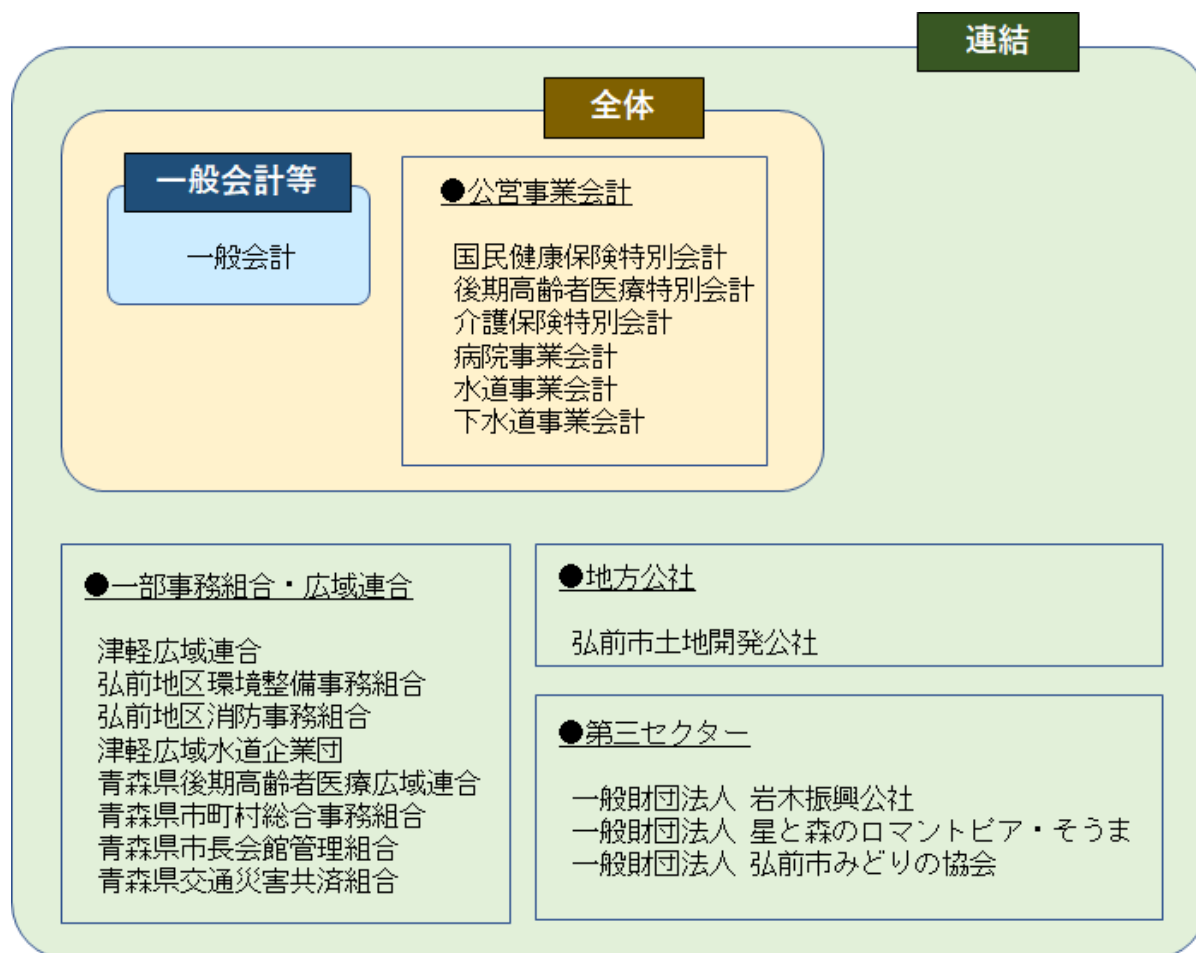 連結
全体
一般会計等
一般会計
●公営事業会計
国民健康保険特別会計
後期高齢者医療特別会計
介護保険特別会計
病院事業会計
水道事業会計
下水道事業会計
●一部事務組合・広域連合
津軽広域連合
弘前地区環境整備事務組合
弘前地区消防事務組合
津軽広域水道企業団
青森県後期高齢者医療広域連合
青森県市町村総合事務組合
青森県市長会館管理組合
青森県交通災害共済組合
●地方公社
弘前市土地開発公社
●第三セクター
一般財団法人 岩木振興公社
一般財団法人 星と森のロマントピア・そうま
一般財団法人 弘前市みどりの協会